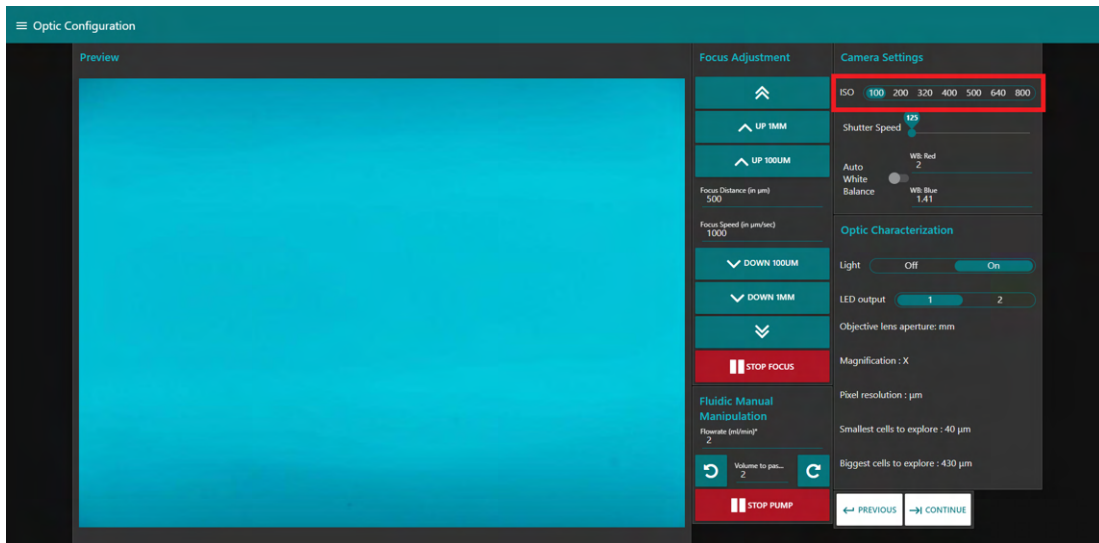 Optic Configuration
Preview
Focus Adjustment
UP 1MM
UP 100UM
Focus Distance (in µm)
500
Focus Speed (in µm/sec)
1000
DOWN 100UM
DOWN 1MM
STOP FOCUS
Fluidic Manual
Manipulation
Flowrate (ml/min)*
2
Volume to pas...
2
STOP PUMP
Camera Settings
ISO 100 200 320 400 500 640 800
125
Shutter Speed
Auto
White
Balance
WB: Red
2
WB: Blue
1.41
Optic Characterization
Light Off On
LED output 1 2
Objective lens aperture: mm
Magnification : X
Pixel resolution : µm
Smallest cells to explore : 40 µm
Biggest cells to explore : 430 µm
PREVIOUS CONTINUE